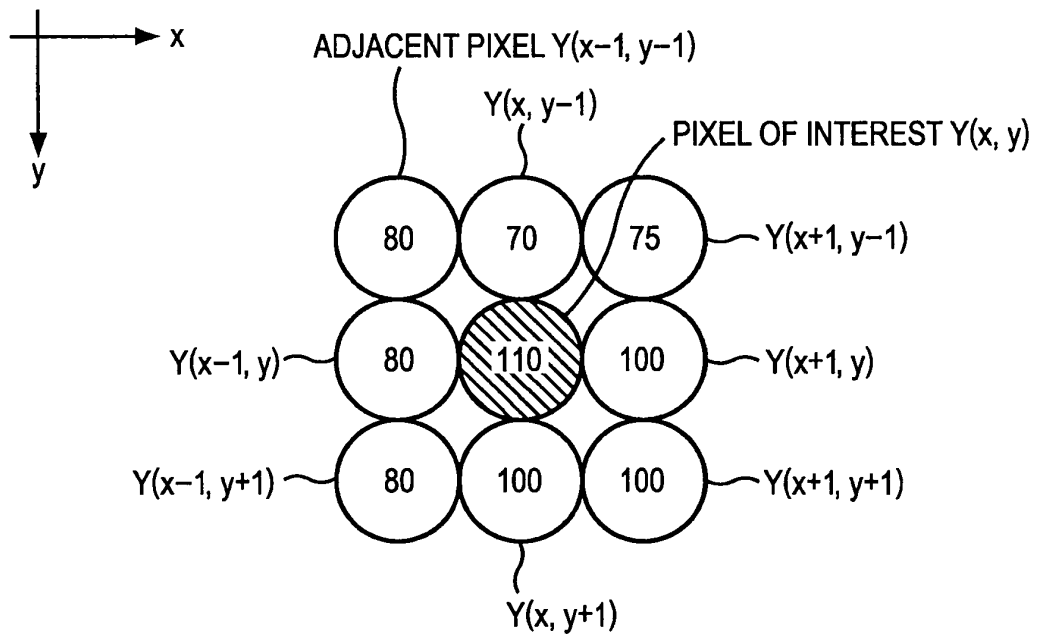 x
y
ADJACENT PIXEL Y(x−1, y−1)
Y(x, y−1)
PIXEL OF INTEREST Y(x, y)
80 70 75 Y(x+1, y−1)
Y(x−1, y) 80 110 100 Y(x+1, y)
Y(x−1, y+1) 80 100 100 Y(x+1, y+1)
Y(x, y+1)